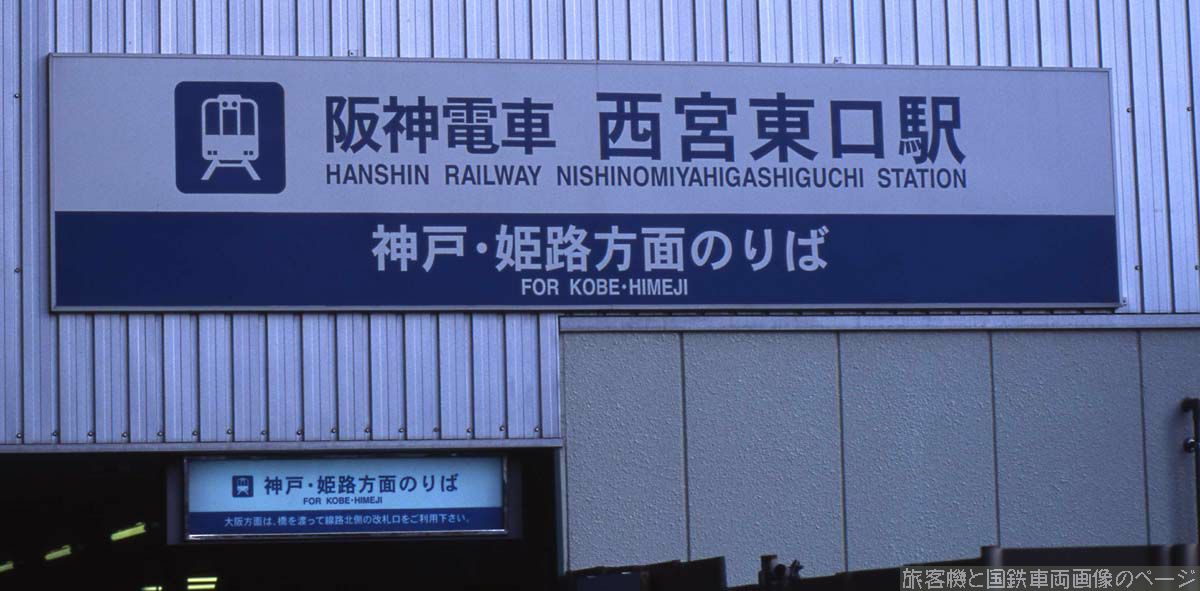 阪神電車 西宮東口駅
HANSHIN RAILWAY NISHINOMIYAHIGASHIGUCHI STATION
神戸・姫路方面のりば
FOR KOBE・HIMEJI
神戸・姫路方面のりば
FOR KOBE・HIMEJI
大阪方面は、橋を渡って線路北側の改札口をご利用下さい。
旅客機と国鉄車両画像のページ